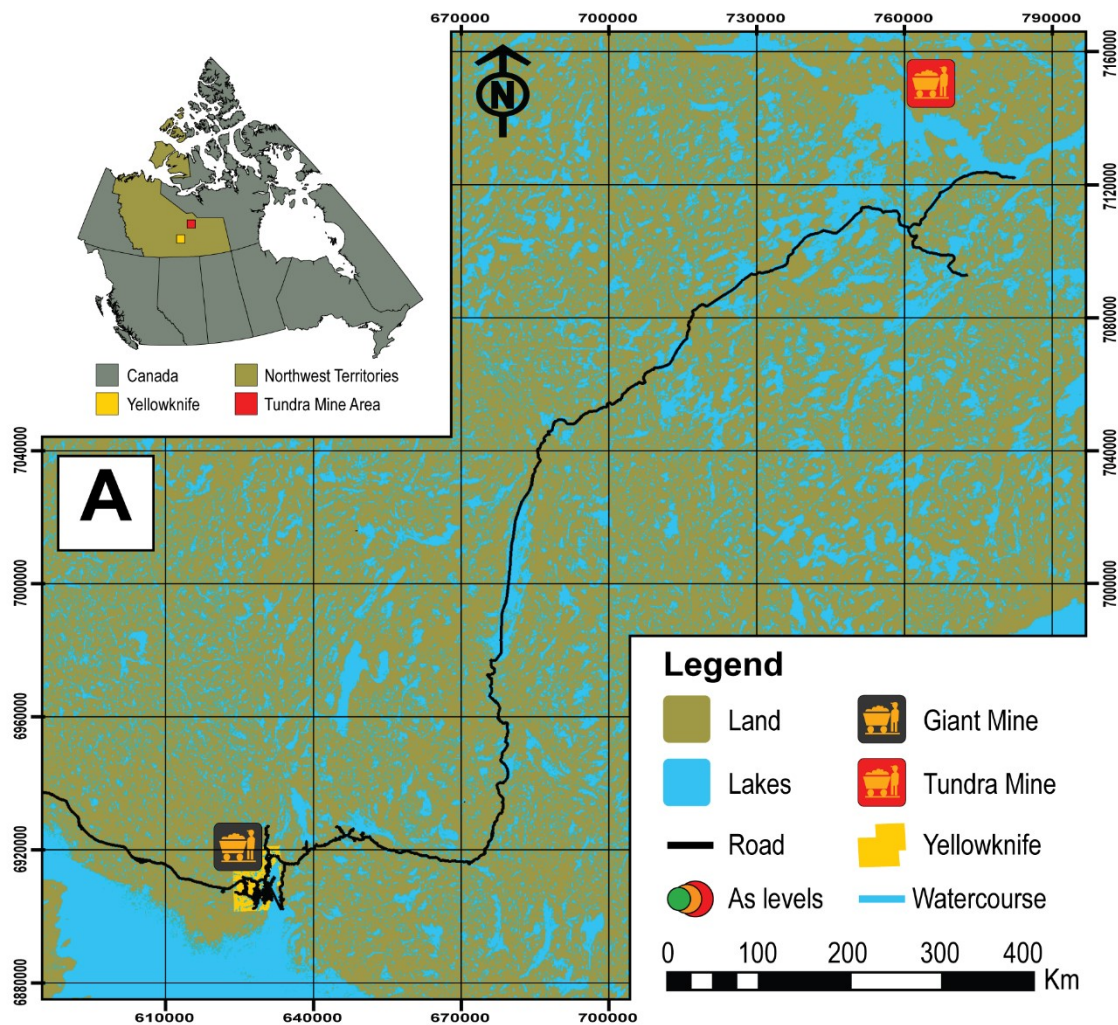 670000 700000 730000 760000 790000
7160000
N
7120000
7080000
Canada Northwest Territories
Yellowknife Tundra Mine Area
7040000 7040000
A
7000000 7000000
Legend
6960000
Land Giant Mine
Lakes Tundra Mine
6920000
Road Yellowknife
As levels Watercourse
0 100 200 300 400
Km
6880000
610000 640000 670000 700000